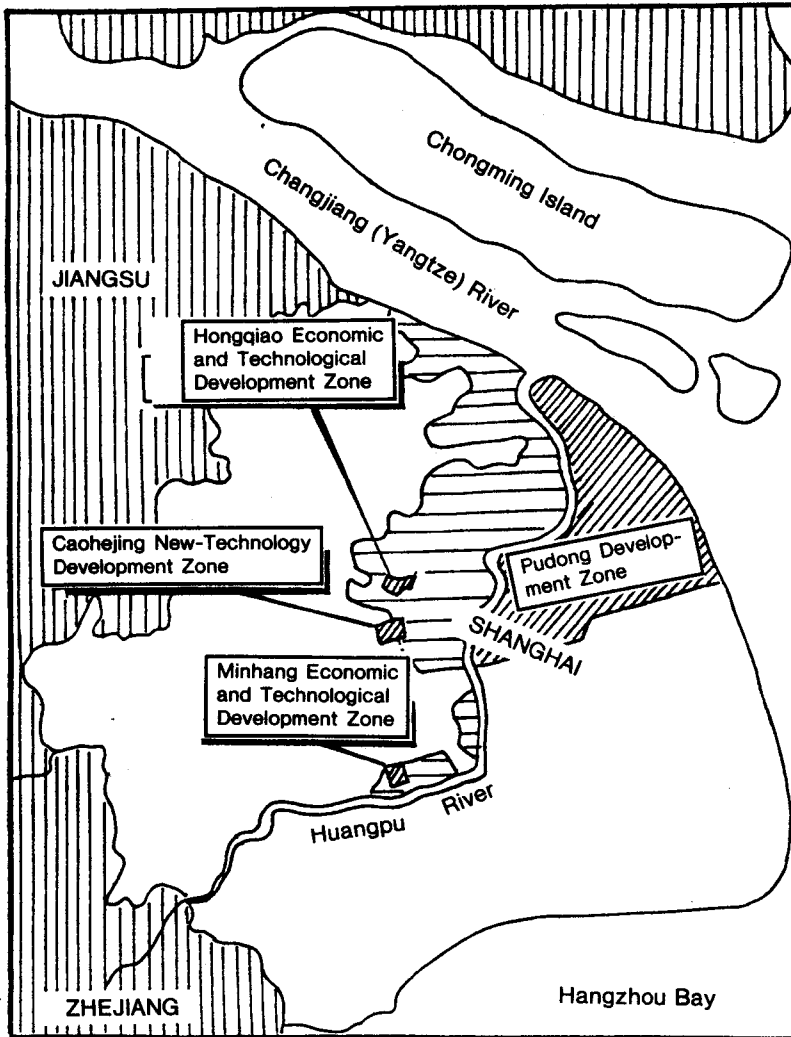 Chongming Island
Changjiang (Yangtze) River
JIANGSU
Hongqiao Economic
and Technological
Development Zone
Caohejing New-Technology
Development Zone
Pudong Develop-
ment Zone
SHANGHAI
Minhang Economic
and Technological
Development Zone
Huangpu River
ZHEJIANG
Hangzhou Bay